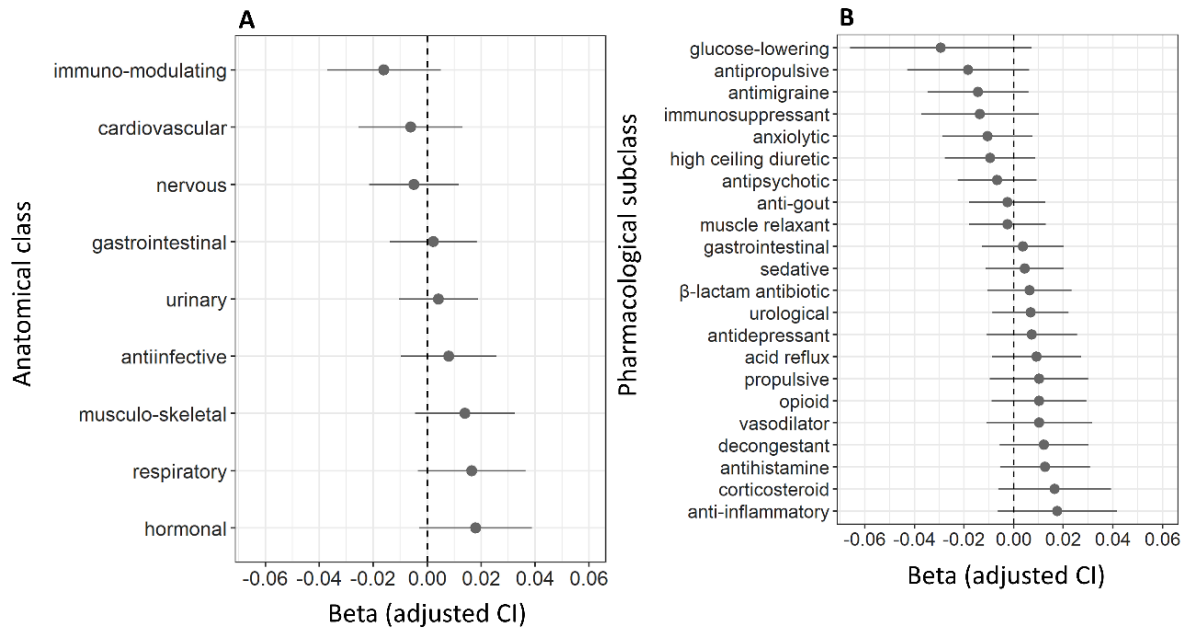 A
Anatomical class
immuno-modulating
cardiovascular
nervous
gastrointestinal
urinary
antiinfective
musculo-skeletal
respiratory
hormonal
-0.06 -0.04 -0.02 0.00 0.02 0.04 0.06
Beta (adjusted CI)
B
Pharmacological subclass
glucose-lowering
antipropulsive
antimigraine
immunosuppressant
anxiolytic
high ceiling diuretic
antipsychotic
anti-gout
muscle relaxant
gastrointestinal
sedative
β-lactam antibiotic
urological
antidepressant
acid reflux
propulsive
opioid
vasodilator
decongestant
antihistamine
corticosteroid
anti-inflammatory
-0.06 -0.04 -0.02 0.00 0.02 0.04 0.06
Beta (adjusted CI)